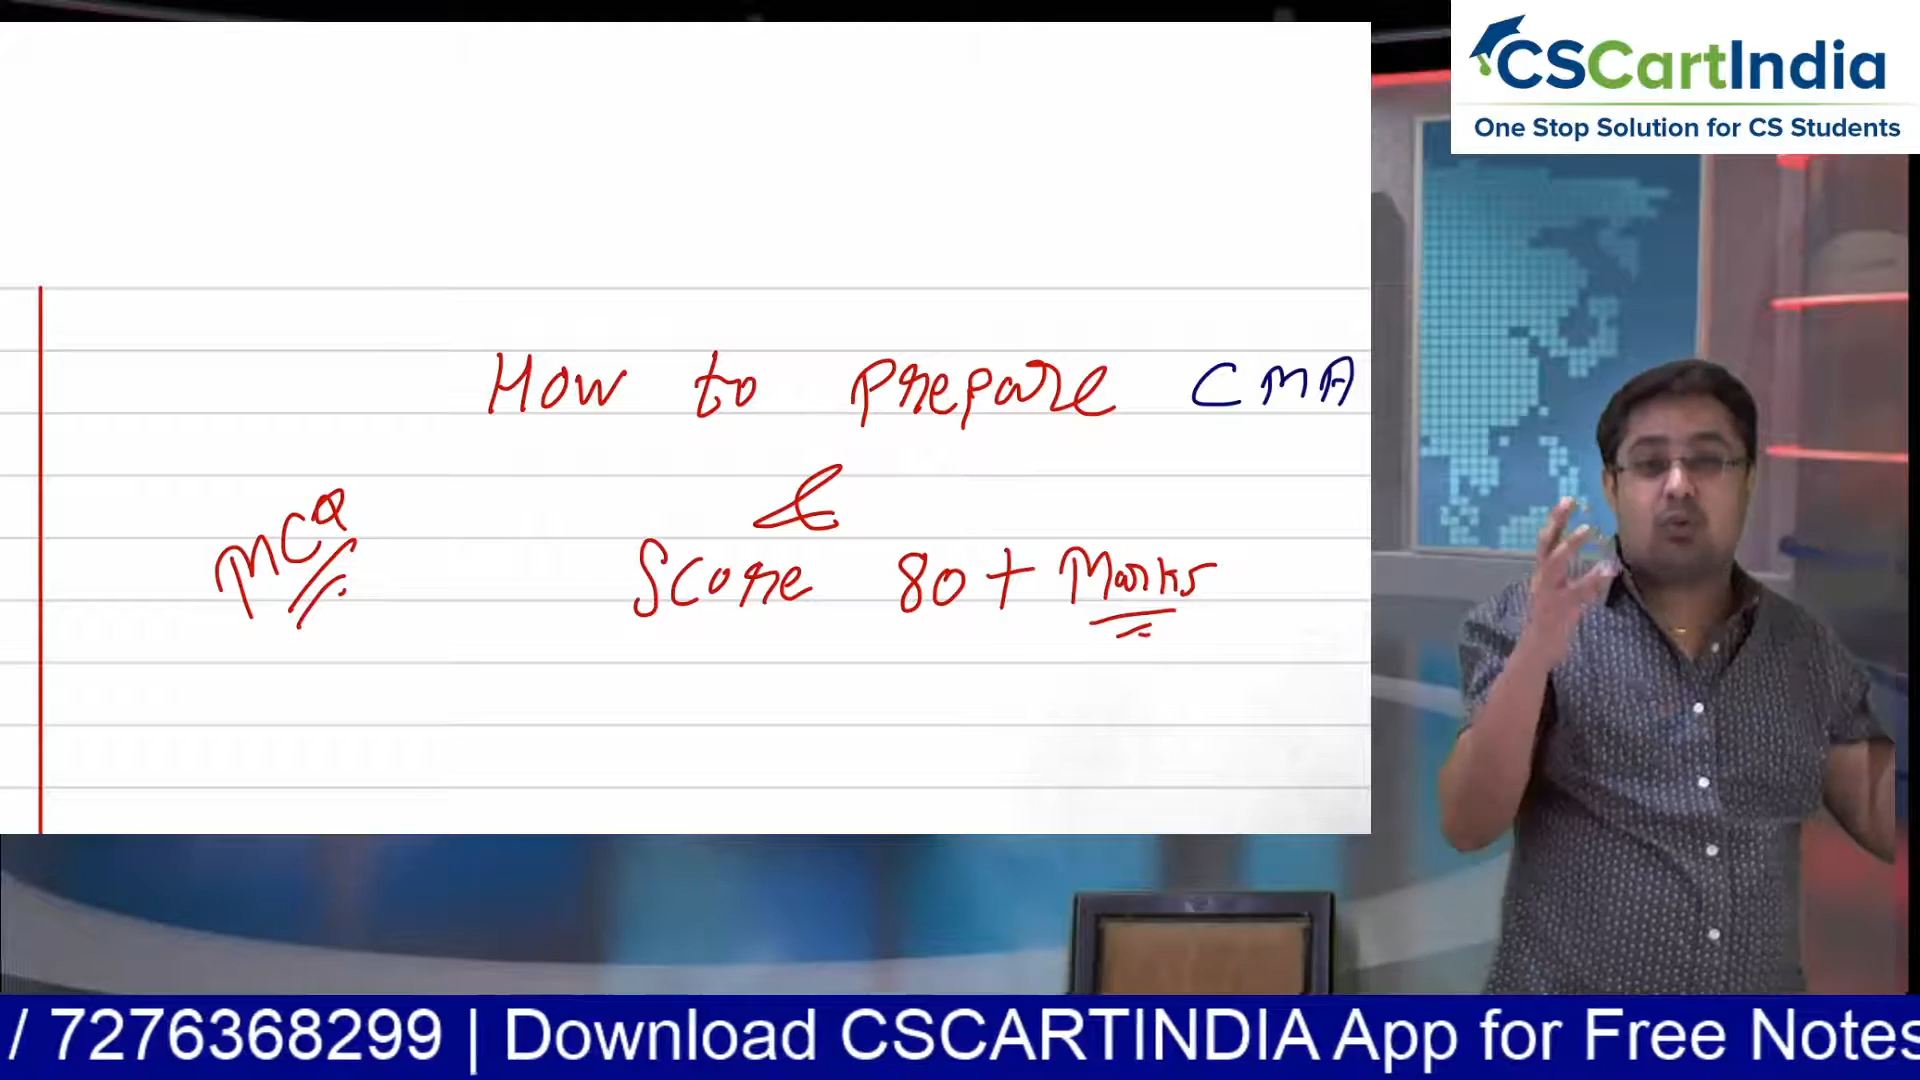 CSCartIndia
One Stop Solution for CS Students
How to prepare CMA
&
MCQ
Score 80+ Marks
/ 7276368299 | Download CSCARTINDIA App for Free Notes